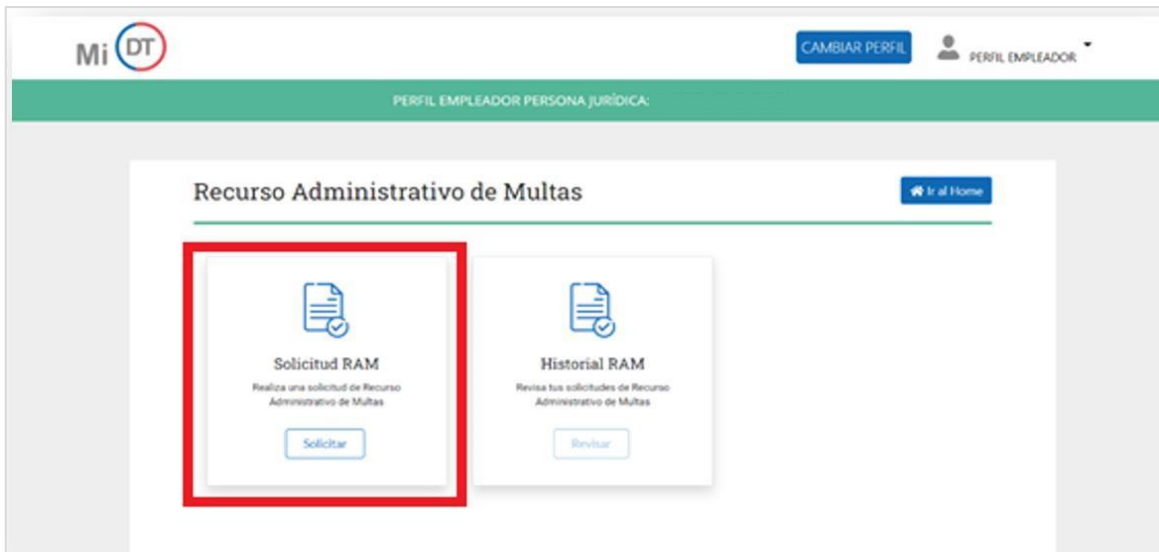 Mi DT
CAMBIAR PERFIL
PERFIL EMPLEADOR
PERFIL EMPLEADOR PERSONA JURÍDICA:
Recurso Administrativo de Multas
Ir al Home
Solicitud RAM
Realiza una solicitud de Recurso
Administrativo de Multas
Solicitar
Historial RAM
Revisa tus solicitudes de Recurso
Administrativo de Multas
Revisar